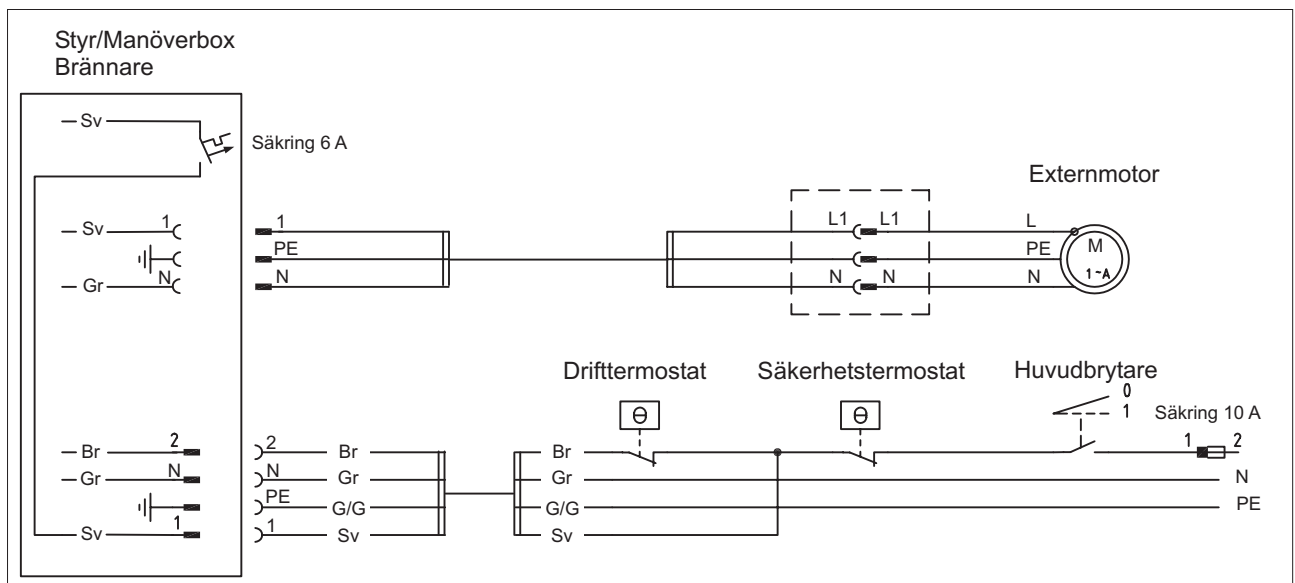 Styr/Manöverbox
Brännare
Sv
Säkring 6 A
Externmotor
Sv 1 1 L1 L1 L
PE PE M
Gr N N N N N 1~A
Drifttermostat Säkerhetstermostat Huvudbrytare
0
1 Säkring 10 A
θ θ
Br 2 2 Br Br 1 2
Gr N N Gr Gr N
PE G/G G/G PE
Sv 1 1 Sv Sv